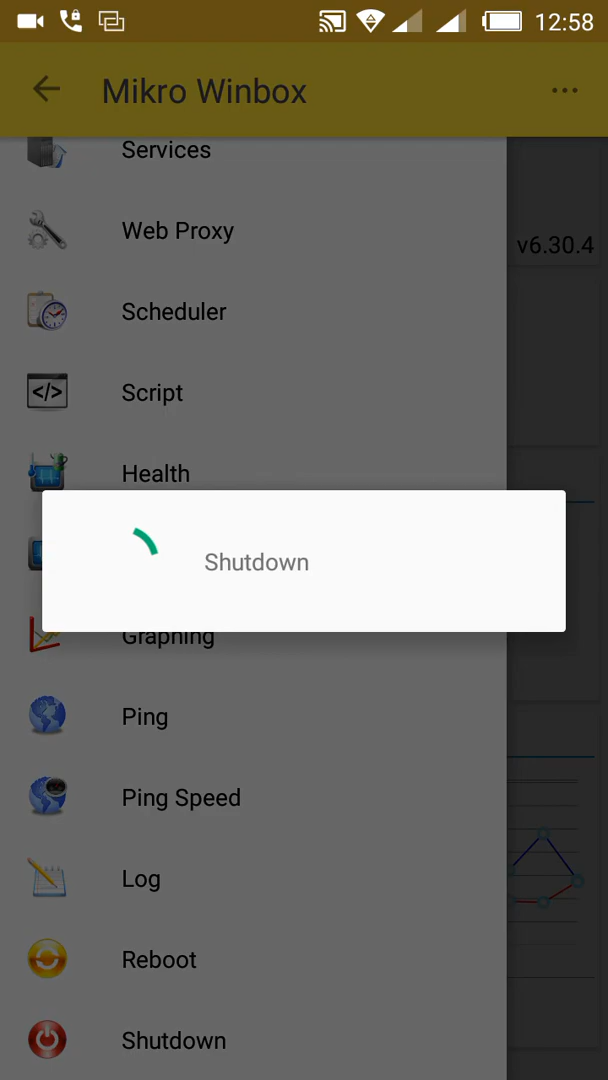 12:58
Mikro Winbox
Services
v6.30.4
Web Proxy
Scheduler
Script
</>
Health
Shutdown
Graphing
Ping
Ping Speed
Log
Reboot
Shutdown